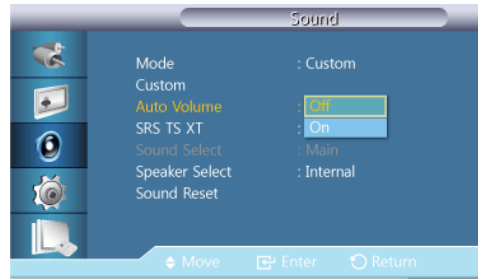 Sound
Mode : Custom
Custom
Auto Volume : Off
SRS TS XT : On
Sound Select : Main
Speaker Select : Internal
Sound Reset
Move Enter Return